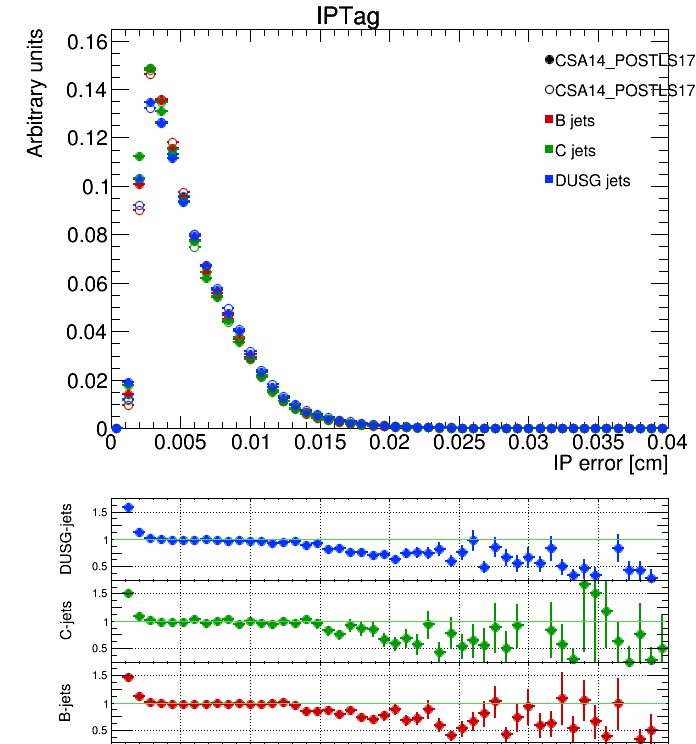 IPTag
Arbitrary units
0.16
0.14
0.12
0.1
0.08
0.06
0.04
0.02
0
CSA14_POSTLS17
CSA14_POSTLS17
B jets
C jets
DUSG jets
0 0.005 0.01 0.015 0.02 0.025 0.03 0.035 0.04
IP error [cm]
DUSG-jets
1.5
1
0.5
C-jets
1.5
1
0.5
B-jets
1.5
1
0.5